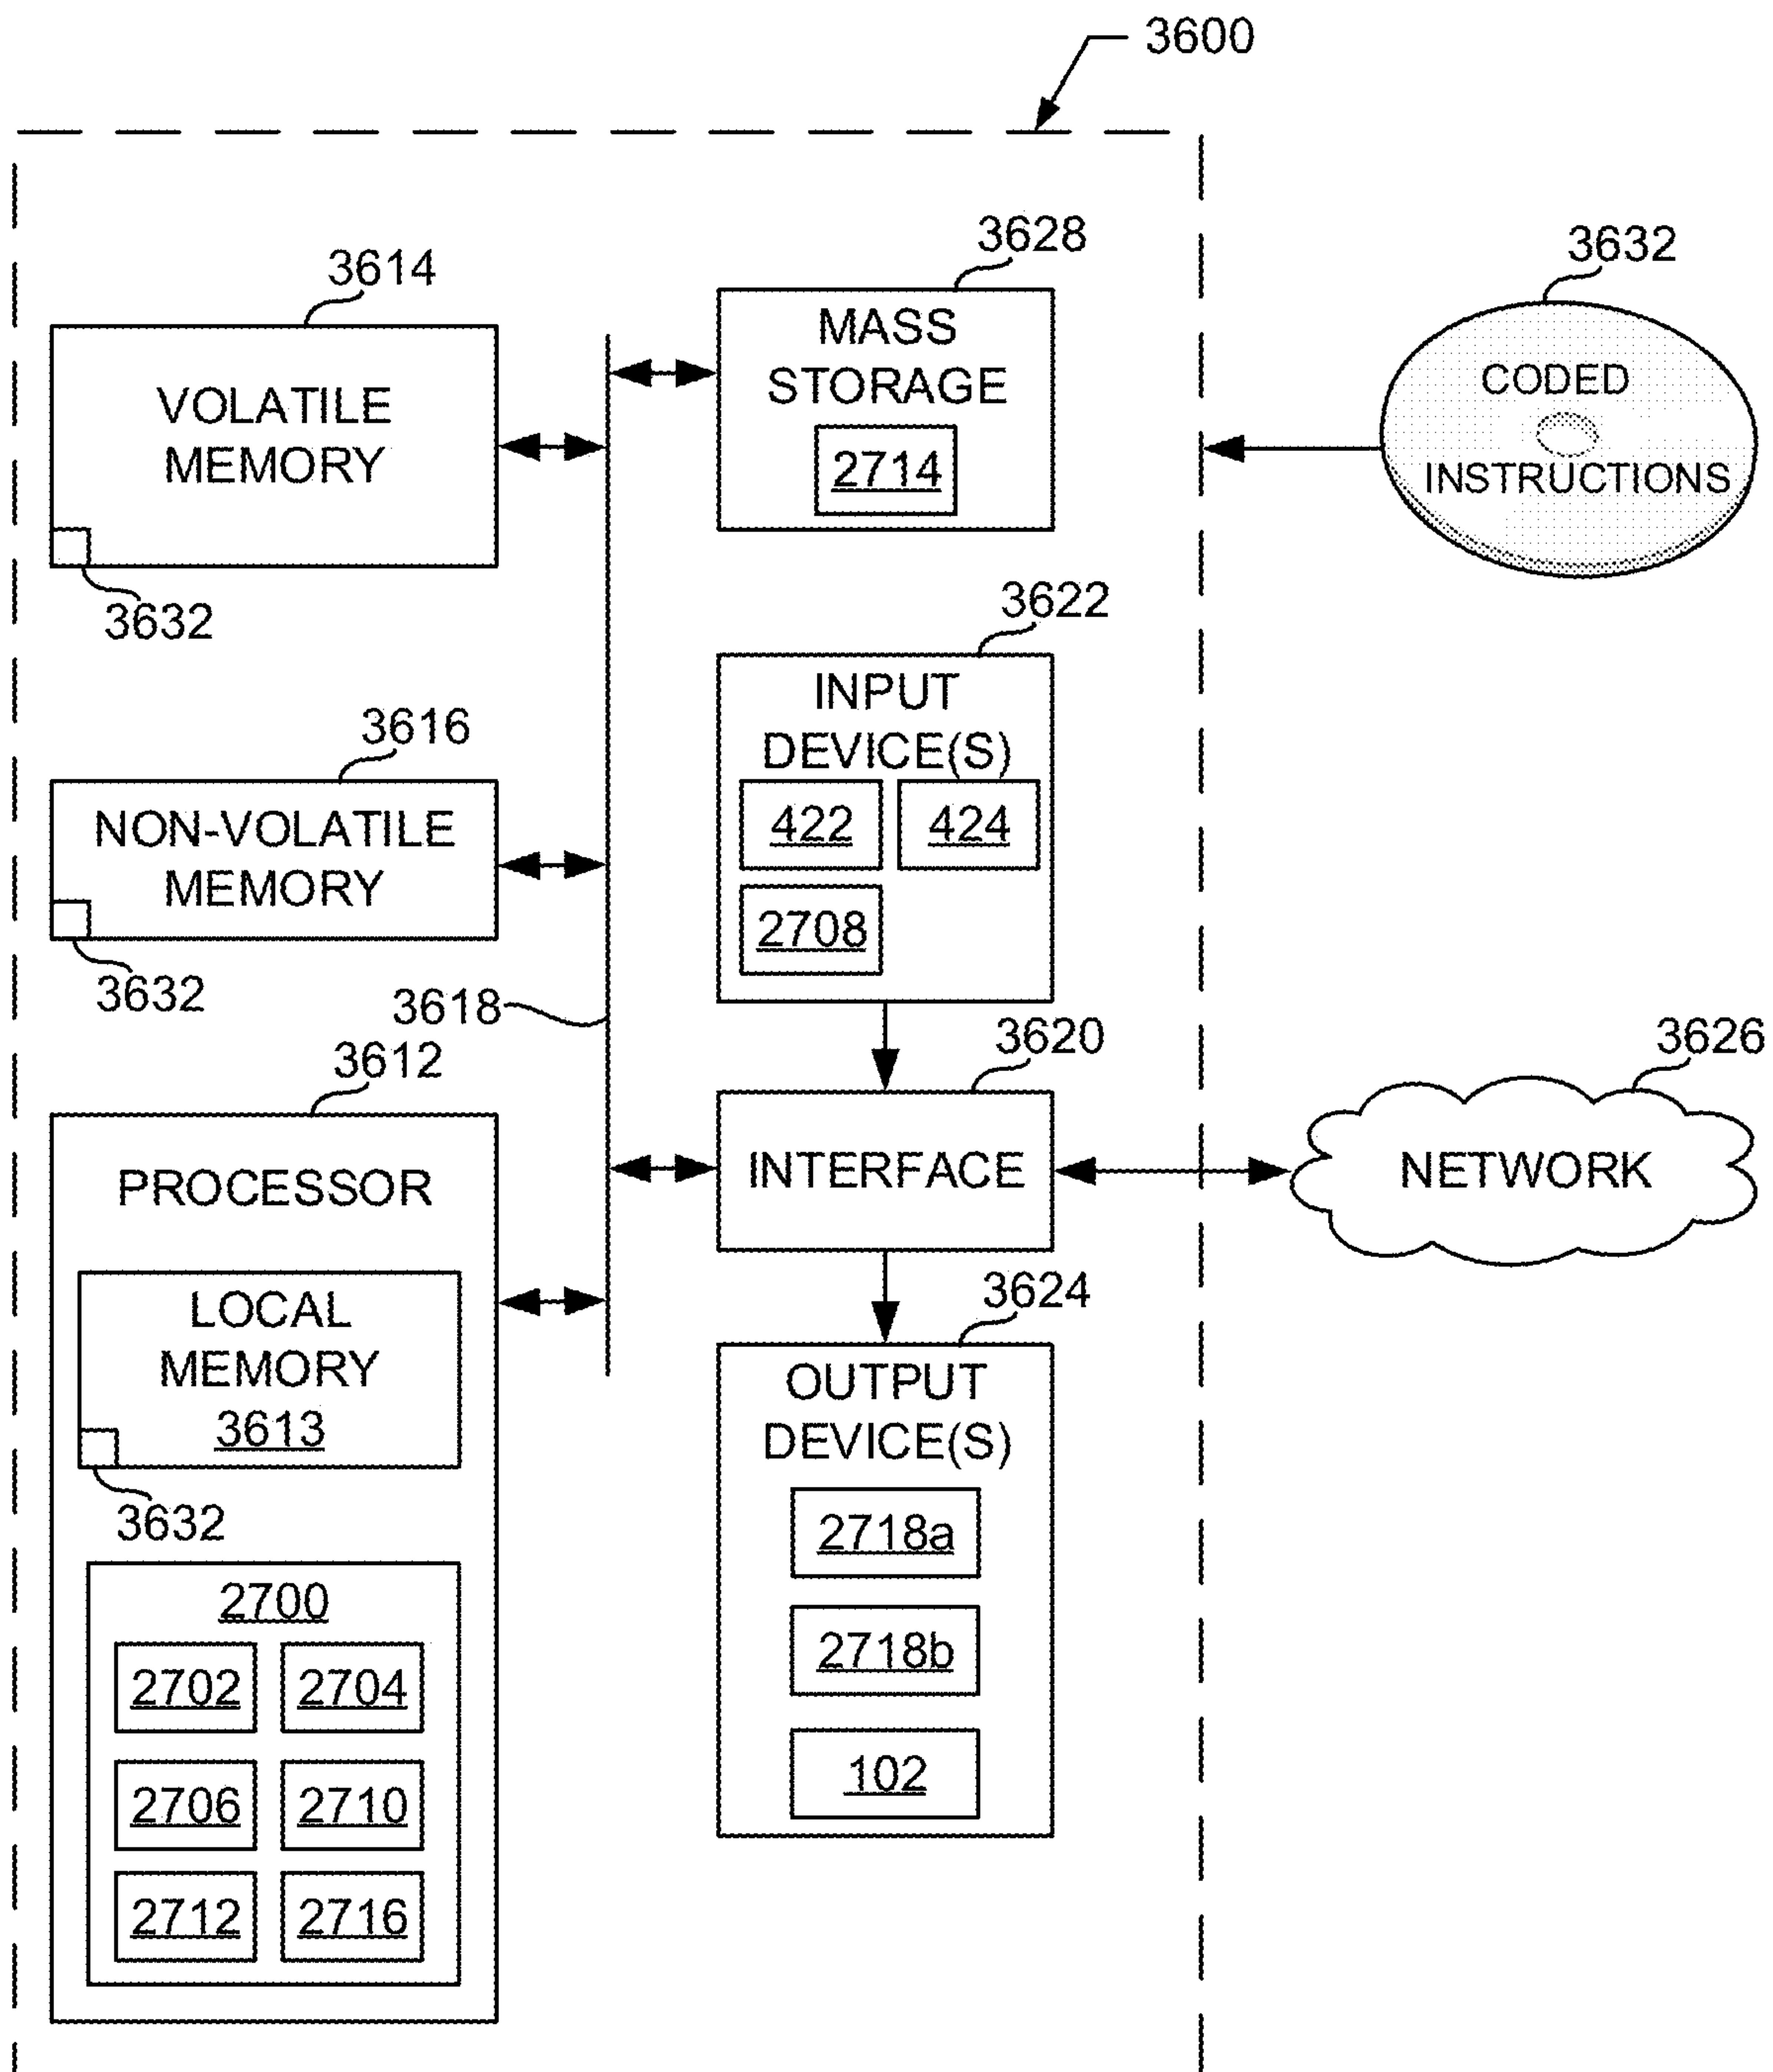 3600
3628
3632
3614
MASS
STORAGE
2714
VOLATILE
MEMORY
3632
CODED
INSTRUCTIONS
3622
INPUT
DEVICE(S)
422
424
2708
3616
NON-VOLATILE
MEMORY
3632
3618
3612
3620
3626
PROCESSOR
INTERFACE
NETWORK
LOCAL
MEMORY
3613
3632
3624
OUTPUT
DEVICE(S)
2718a
2718b
102
2700
2702
2704
2706
2710
2712
2716